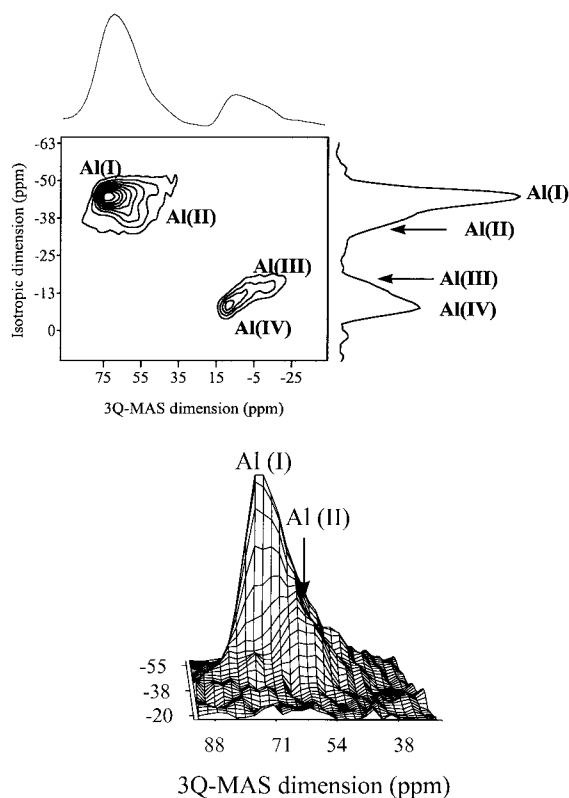 -63
-50
-38
-25
-13
0
Isotropic dimension (ppm)
Al(I)
Al(II)
Al(III)
Al(IV)
Al(I)
Al(II)
Al(III)
Al(IV)
75 55 35 15 -5 -25
3Q-MAS dimension (ppm)
Al (I)
Al (II)
-55
-38
-20
88 71 54 38
3Q-MAS dimension (ppm)